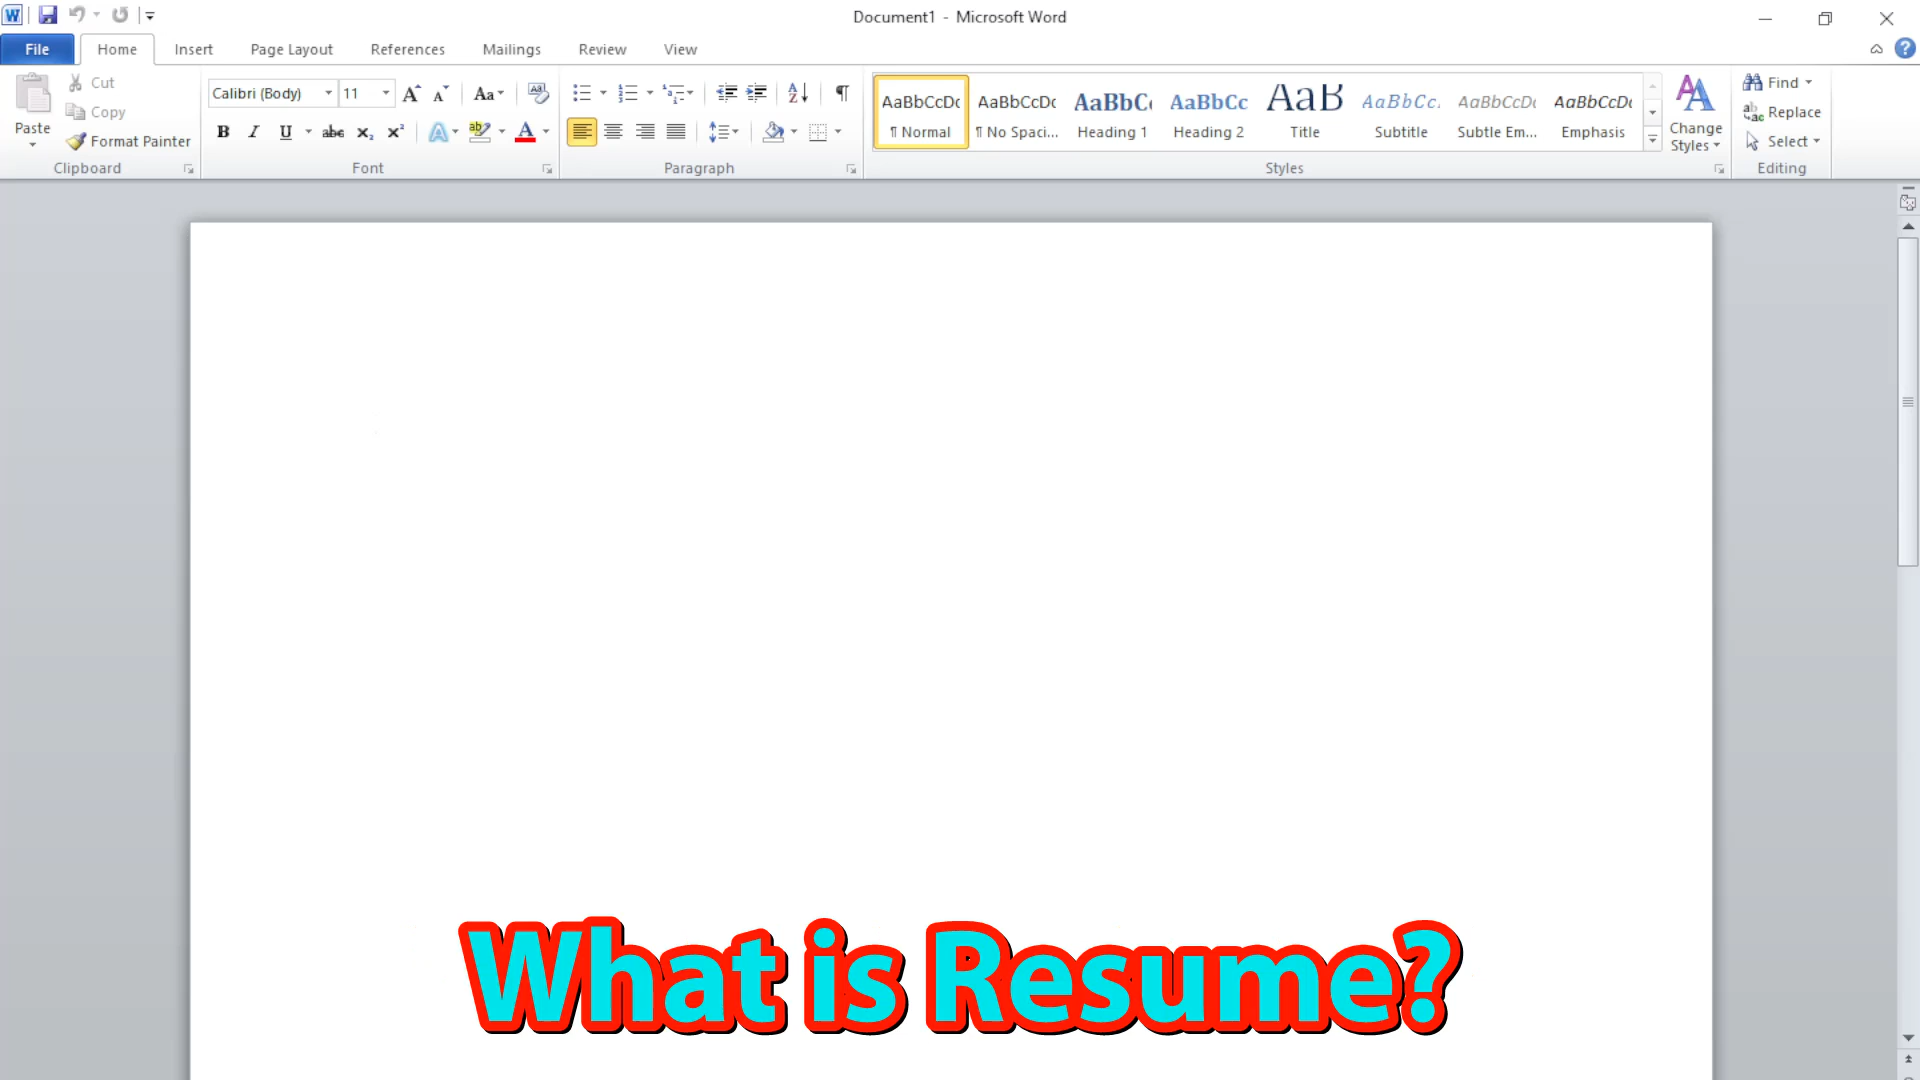 Document1 - Microsoft Word
File Home Insert Page Layout References Mailings Review View
Paste
Cut
Copy
Format Painter
Clipboard
Calibri (Body) 11
Font
Paragraph
AaBbCcDc AaBbCcDc AaBbC AaBbCc AaB AaBbCc. AaBbCcDc AaBbCcDc
¶ Normal ¶ No Spaci... Heading 1 Heading 2 Title Subtitle Subtle Em... Emphasis
Change
Styles
Styles
Find
Replace
Select
Editing
What is Resume?